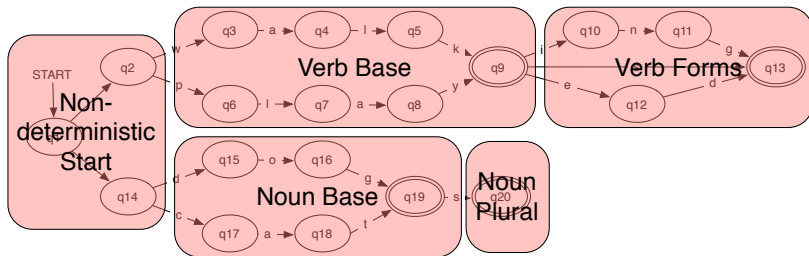 START
Non-
deterministic
Start
q2
q14
Verb Base
w
q3
a
q4
l
q5
k
p
q6
l
q7
a
q8
y
q9
Verb Forms
i
q10
n
q11
g
e
q12
d
q13
s
Noun Base
d
q15
o
q16
g
c
q17
a
q18
t
q19
s
Noun
Plural
q20